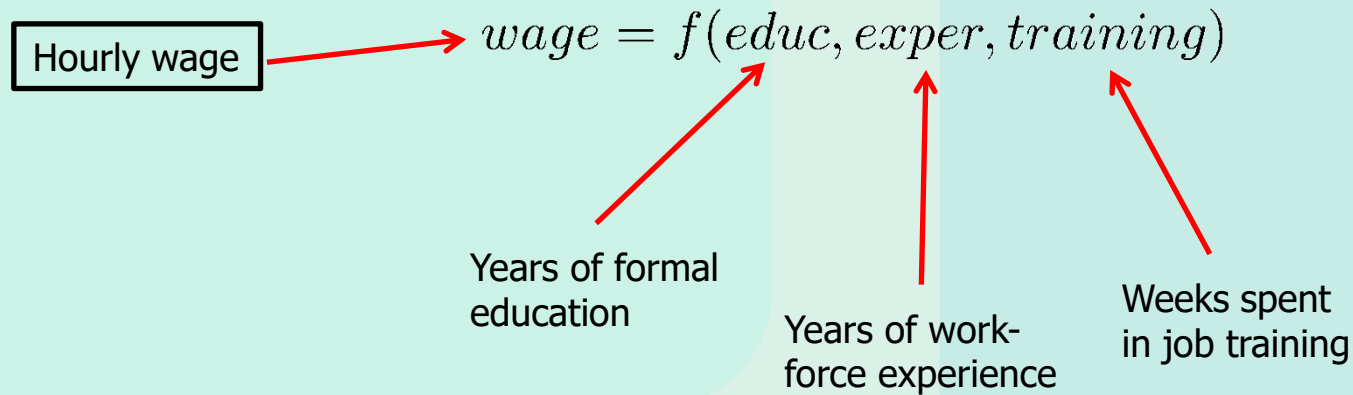 wage = f(educ, exper, training)
Hourly wage
Years of formal
education
Years of work-
force experience
Weeks spent
in job training